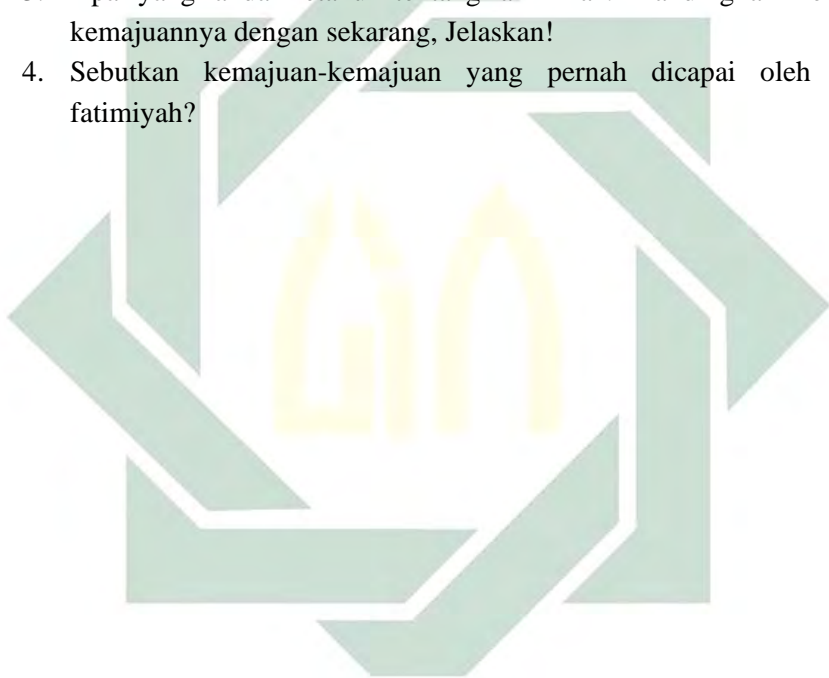 kemajuannya dengan sekarang, Jelaskan!
4. Sebutkan kemajuan-kemajuan yang pernah dicapai oleh
fatimiyah?